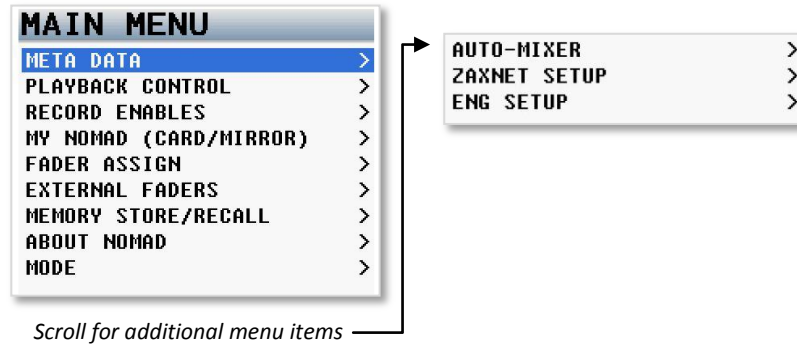 MAIN MENU
META DATA >
PLAYBACK CONTROL >
RECORD ENABLES >
MY NOMAD (CARD/MIRROR) >
FADER ASSIGN >
EXTERNAL FADERS >
MEMORY STORE/RECALL >
ABOUT NOMAD >
MODE >
Scroll for additional menu items
AUTO-MIXER >
ZAXNET SETUP >
ENG SETUP >